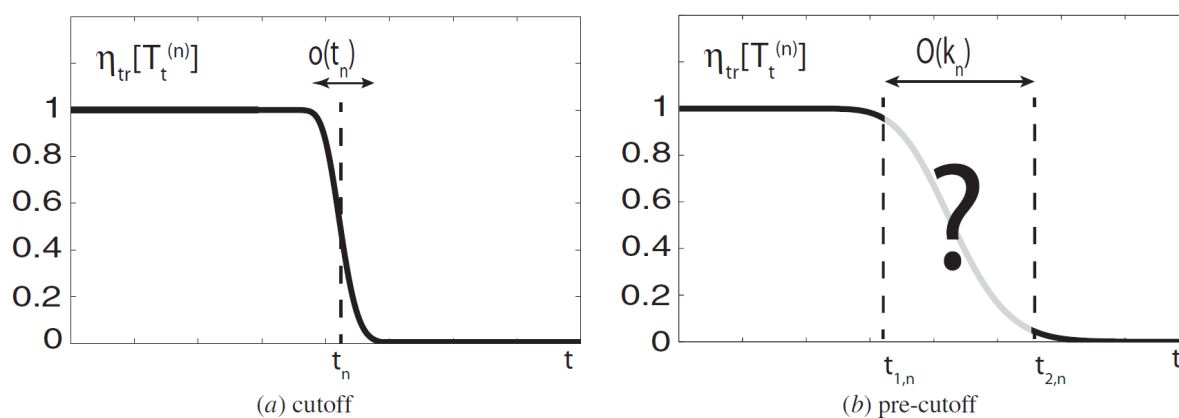 η_tr[T_t^(n)]
o(t_n)
1
0.8
0.6
0.4
0.2
0
t_n
t
(a) cutoff
η_tr[T_t^(n)]
O(k_n)
1
0.8
0.6
0.4
0.2
0
?
t_1,n
t_2,n
t
(b) pre-cutoff